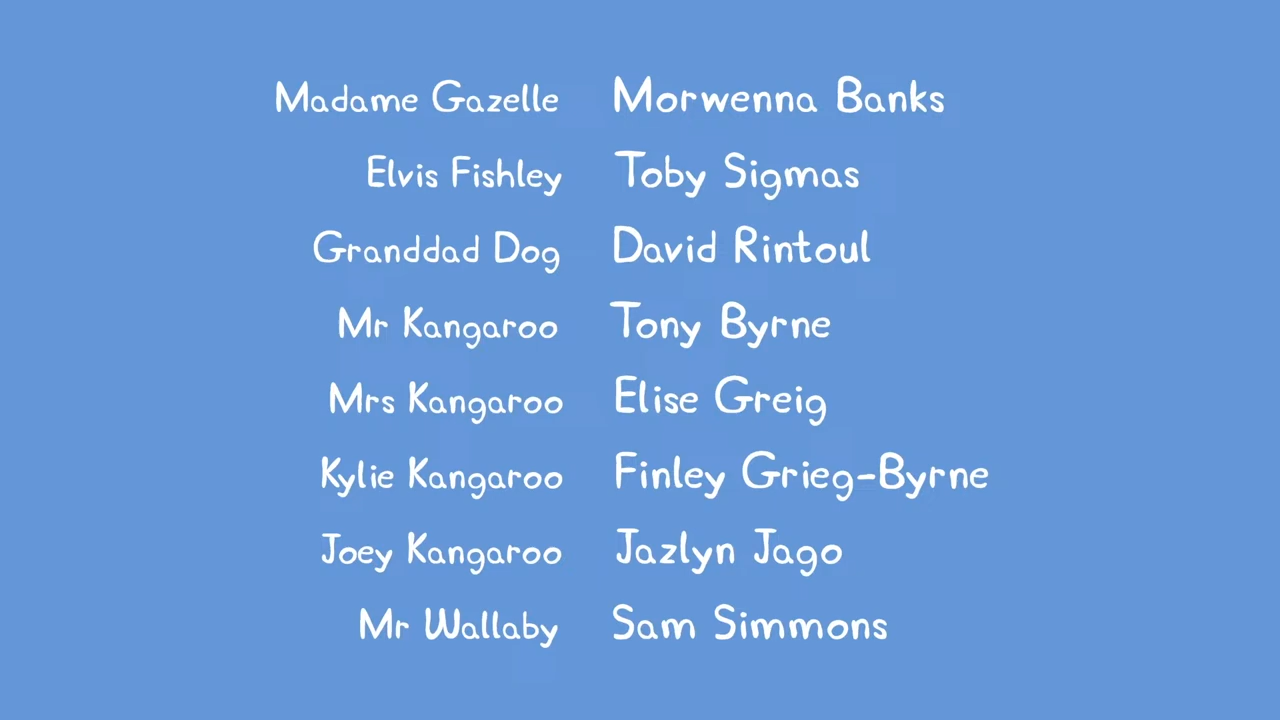 Madame Gazelle Morwenna Banks
Elvis Fishley Toby Sigmas
Granddad Dog David Rintoul
Mr Kangaroo Tony Byrne
Mrs Kangaroo Elise Greig
Kylie Kangaroo Finley Grieg-Byrne
Joey Kangaroo Jazlyn Jago
Mr Wallaby Sam Simmons